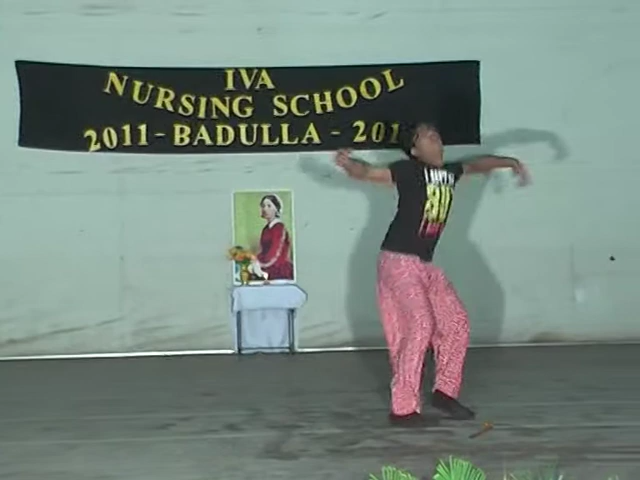 IVA
NURSING SCHOOL
2011 - BADULLA - 201
I